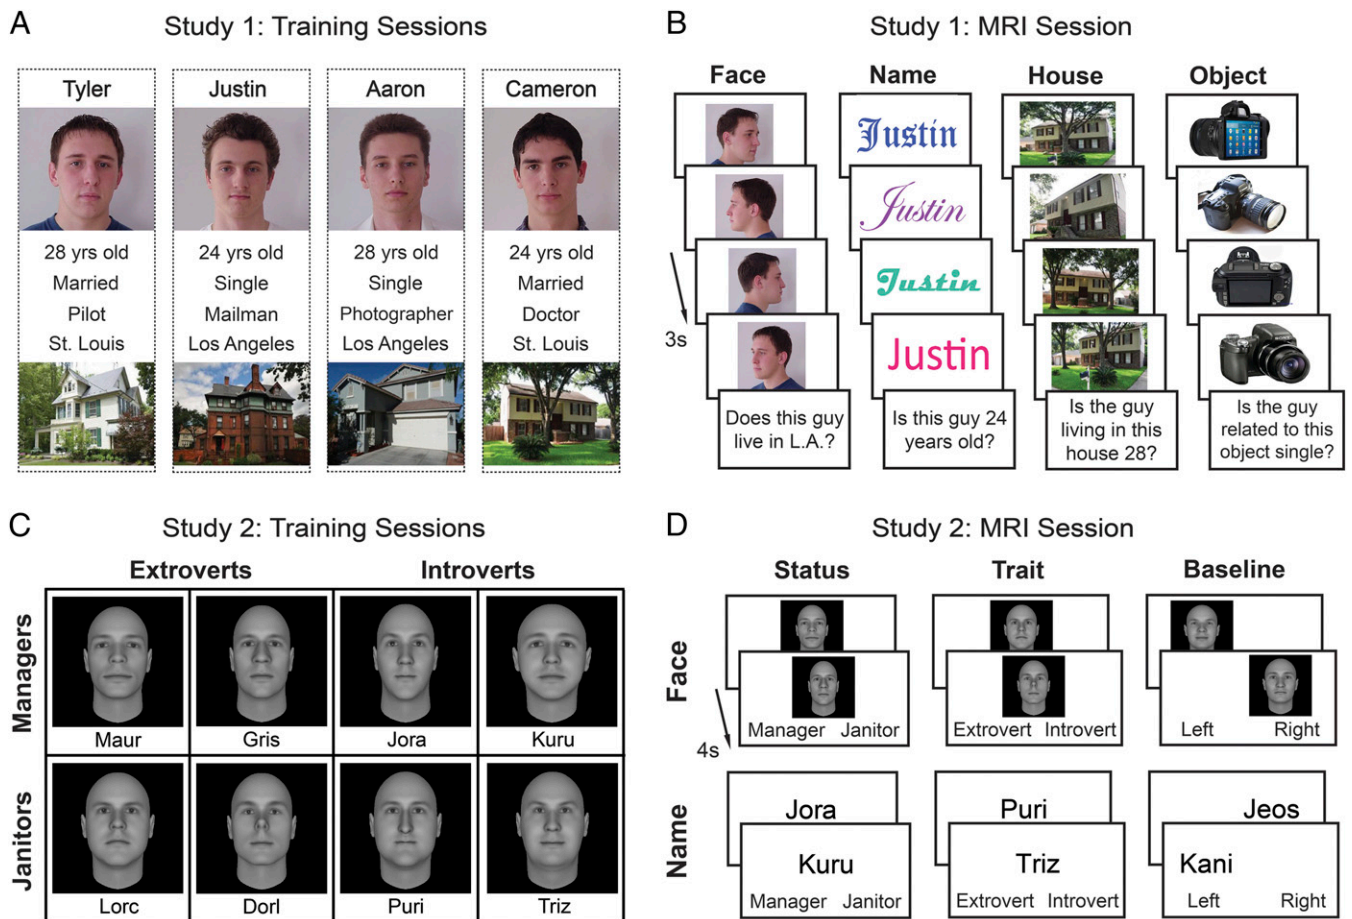 A
Study 1: Training Sessions
Tyler
28 yrs old
Married
Pilot
St. Louis
Justin
24 yrs old
Single
Mailman
Los Angeles
Aaron
28 yrs old
Single
Photographer
Los Angeles
Cameron
24 yrs old
Married
Doctor
St. Louis
B
Study 1: MRI Session
Face
Name
House
Object
3s
Justin
Justin
Justin
Justin
Does this guy
live in L.A.?
Is this guy 24
years old?
Is the guy
living in this
house 28?
Is the guy
related to this
object single?
C
Study 2: Training Sessions
Extroverts
Introverts
Managers
Maur
Gris
Jora
Kuru
Janitors
Lorc
Dorl
Puri
Triz
D
Study 2: MRI Session
Status
Trait
Baseline
Face
Manager Janitor
Extrovert Introvert
Left Right
4s
Name
Jora
Kuru
Manager Janitor
Puri
Triz
Extrovert Introvert
Jeos
Kani
Left Right